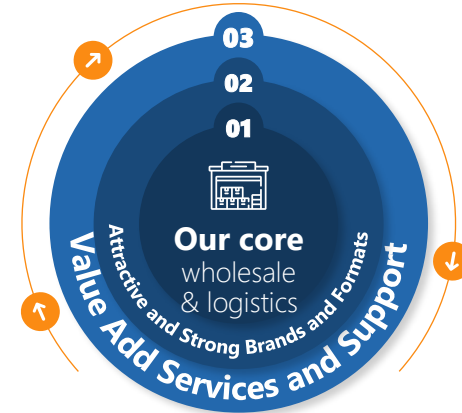 03
02
01
Our core
wholesale
& logistics
Attractive and Strong Brands and Formats
Value Add Services and Support